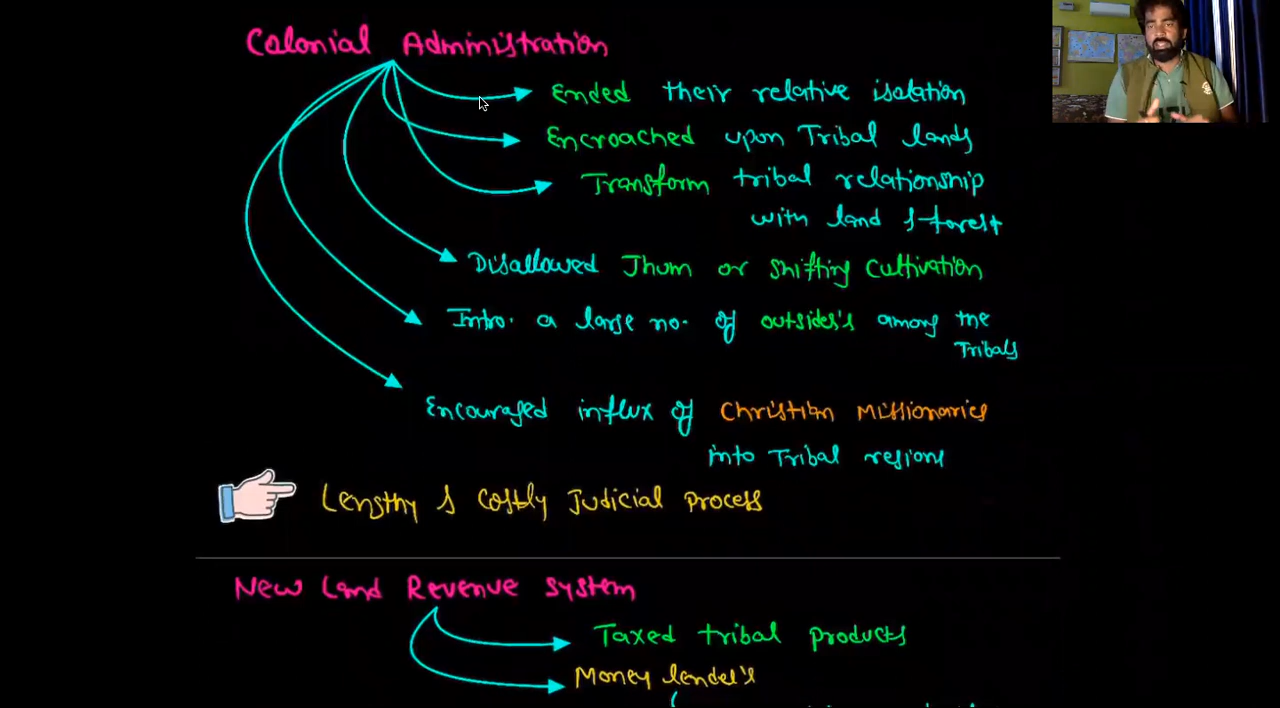 Colonial Administration
Ended their relative isolation
Encroached upon Tribal lands
Transform tribal relationship
with land & forest
Disallowed Jhum or shifting cultivation
Intro. a large no. of outsides's among the
Tribals
Encouraged influx of Christian Missionaries
into Tribal regions
Lengthy & costly Judicial process
New Land Revenue system
Taxed tribal products
Money lender's